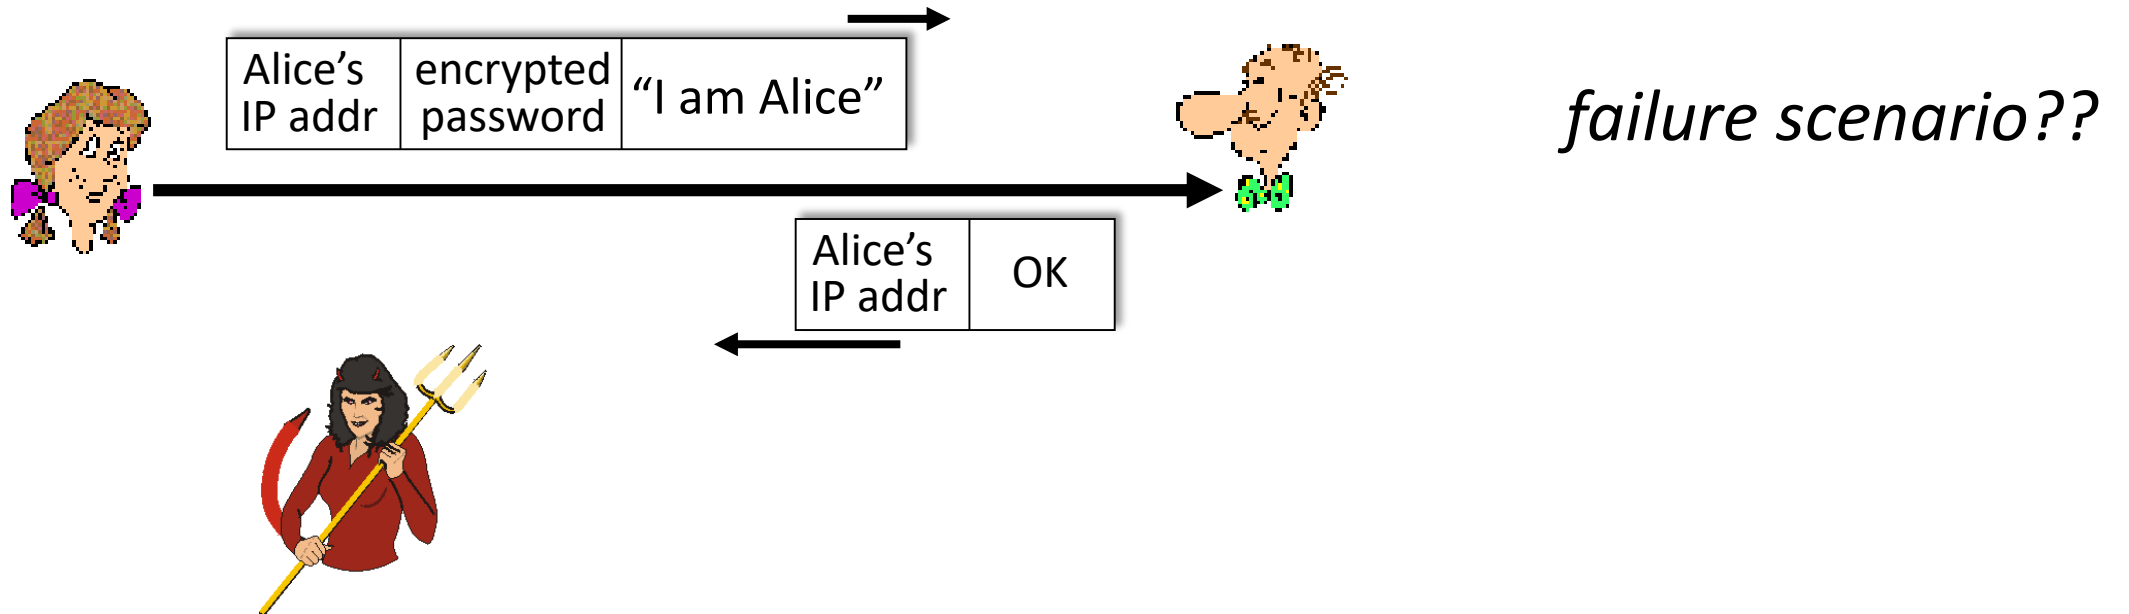 Alice’s
IP addr
encrypted
password
“I am Alice”
failure scenario??
Alice’s
IP addr
OK